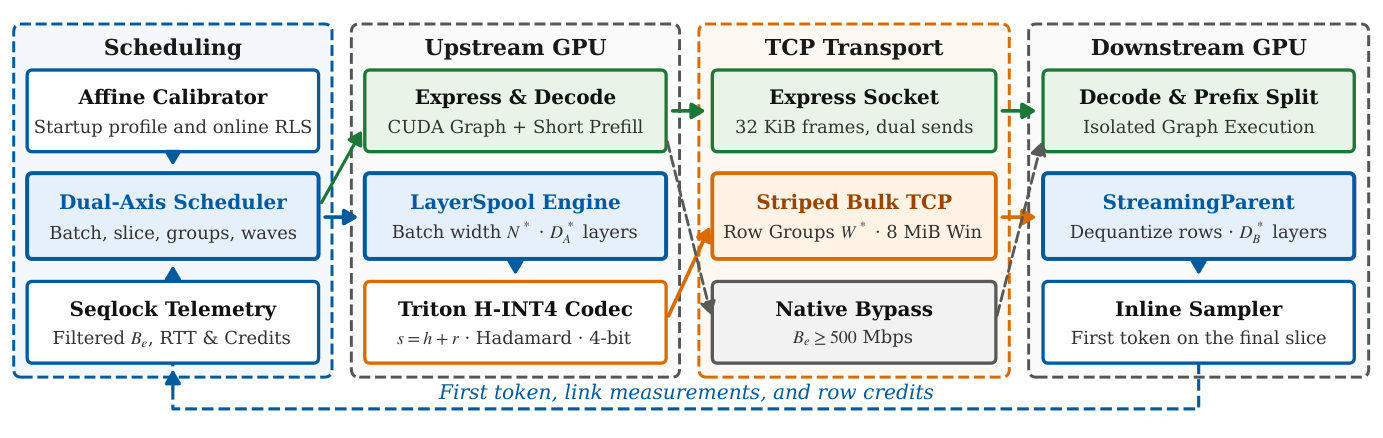 Scheduling
Affine Calibrator
Startup profile and online RLS
Dual-Axis Scheduler
Batch, slice, groups, waves
Seqlock Telemetry
Filtered B_e, RTT & Credits
Upstream GPU
Express & Decode
CUDA Graph + Short Prefill
LayerSpool Engine
Batch width N* · D_A* layers
Triton H-INT4 Codec
s = h + r · Hadamard · 4-bit
TCP Transport
Express Socket
32 KiB frames, dual sends
Striped Bulk TCP
Row Groups W* · 8 MiB Win
Native Bypass
B_e ≥ 500 Mbps
Downstream GPU
Decode & Prefix Split
Isolated Graph Execution
StreamingParent
Dequantize rows · D_B* layers
Inline Sampler
First token on the final slice
First token, link measurements, and row credits